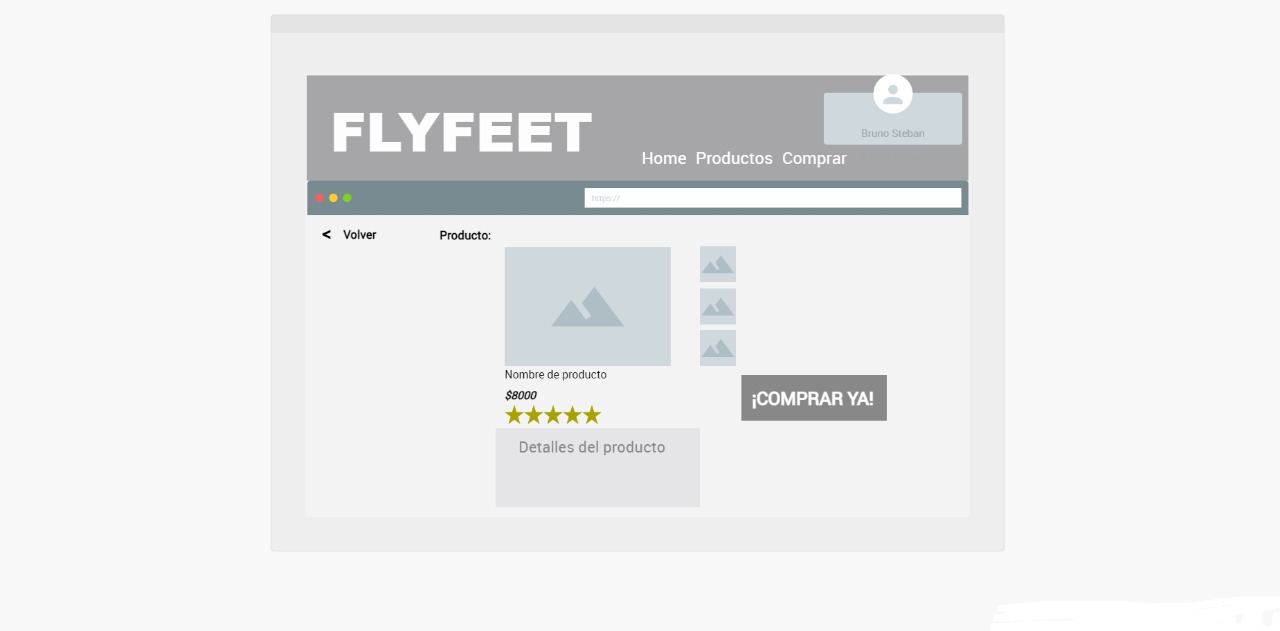 FLYFEET
Bruno Steban
Home Productos Comprar
https://
< Volver
Producto:
Nombre de producto
$8000
¡COMPRAR YA!
Detalles del producto